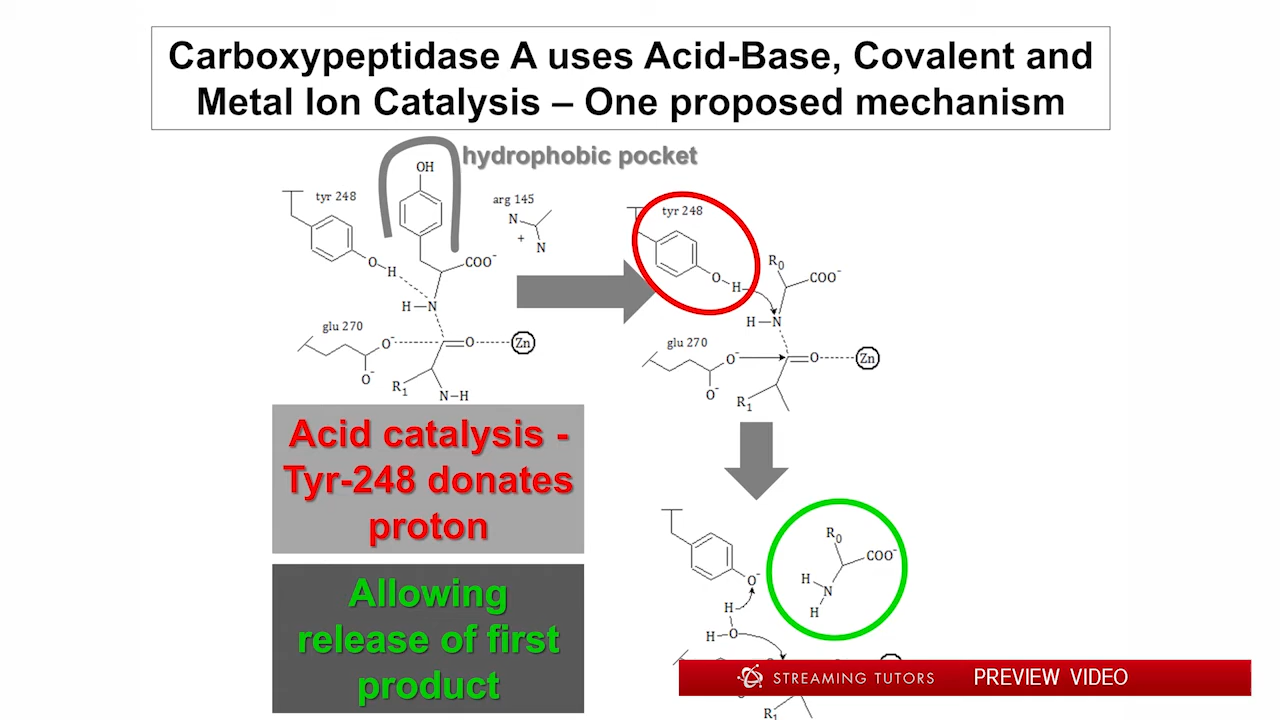 Carboxypeptidase A uses Acid-Base, Covalent and
Metal Ion Catalysis – One proposed mechanism
hydrophobic pocket
OH
tyr 248
arg 145
N
+
N
O
H
COO⁻
H N
glu 270
O⁻
O
Zn
O⁻
R₁
N-H
tyr 248
O
H
R₀
COO⁻
H N
glu 270
O⁻
O
Zn
O⁻
R₁
Acid catalysis -
Tyr-248 donates
proton
Allowing
release of first
product
O⁻
H
H O
R₀
COO⁻
H
N
H
R₁
STREAMING TUTORS
PREVIEW VIDEO